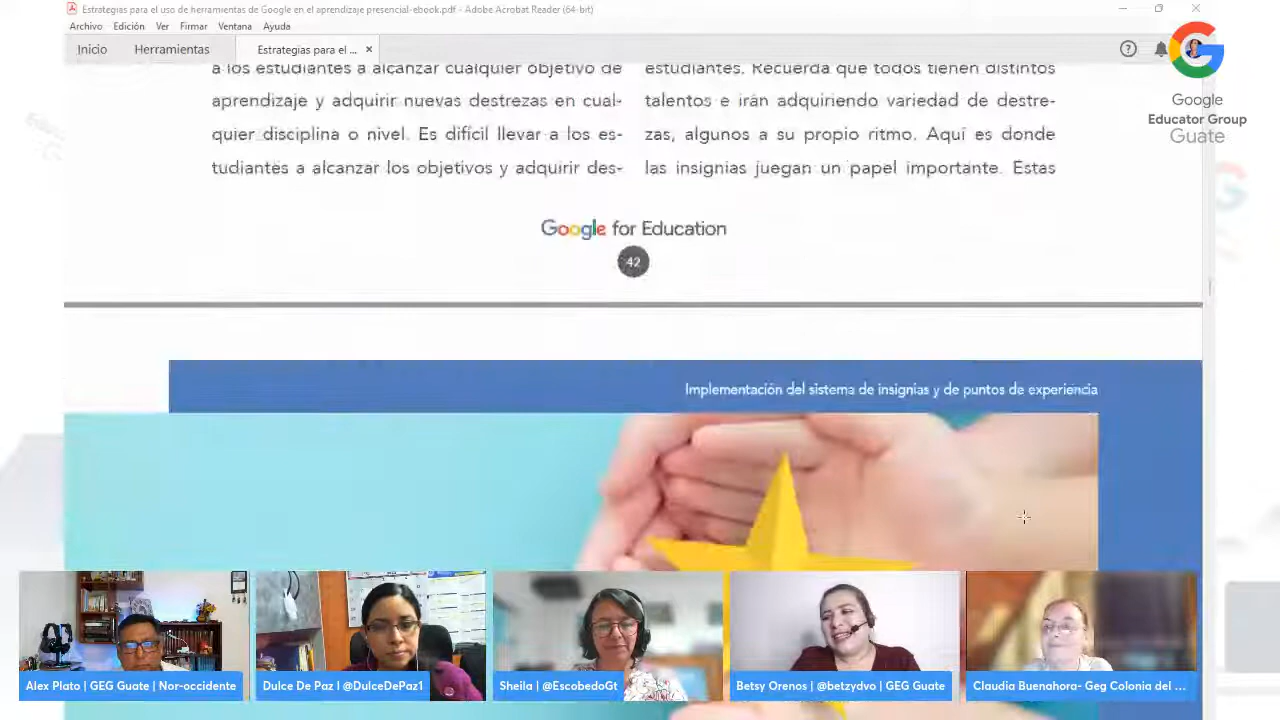 Estrategias para el uso de herramientas de Google en el aprendizaje presencial-ebook.pdf - Adobe Acrobat Reader (64-bit)
Archivo Edición Ver Firmar Ventana Ayuda
Inicio Herramientas Estrategias para el ... ×
a los estudiantes a alcanzar cualquier objetivo de
aprendizaje y adquirir nuevas destrezas en cual-
quier disciplina o nivel. Es difícil llevar a los es-
tudiantes a alcanzar los objetivos y adquirir des-
estudiantes. Recuerda que todos tienen distintos
talentos e irán adquiriendo variedad de destre-
zas, algunos a su propio ritmo. Aquí es donde
las insignias juegan un papel importante. Estas
Google for Education
42
Implementación del sistema de insignias y de puntos de experiencia
Google
Educator Group
Guate
Alex Plato | GEG Guate | Nor-occidente
Dulce De Paz | @DulceDePaz1
Sheila | @EscobedoGt
Betsy Orenos | @betzydvo | GEG Guate
Claudia Buenahora- Geg Colonia del ...